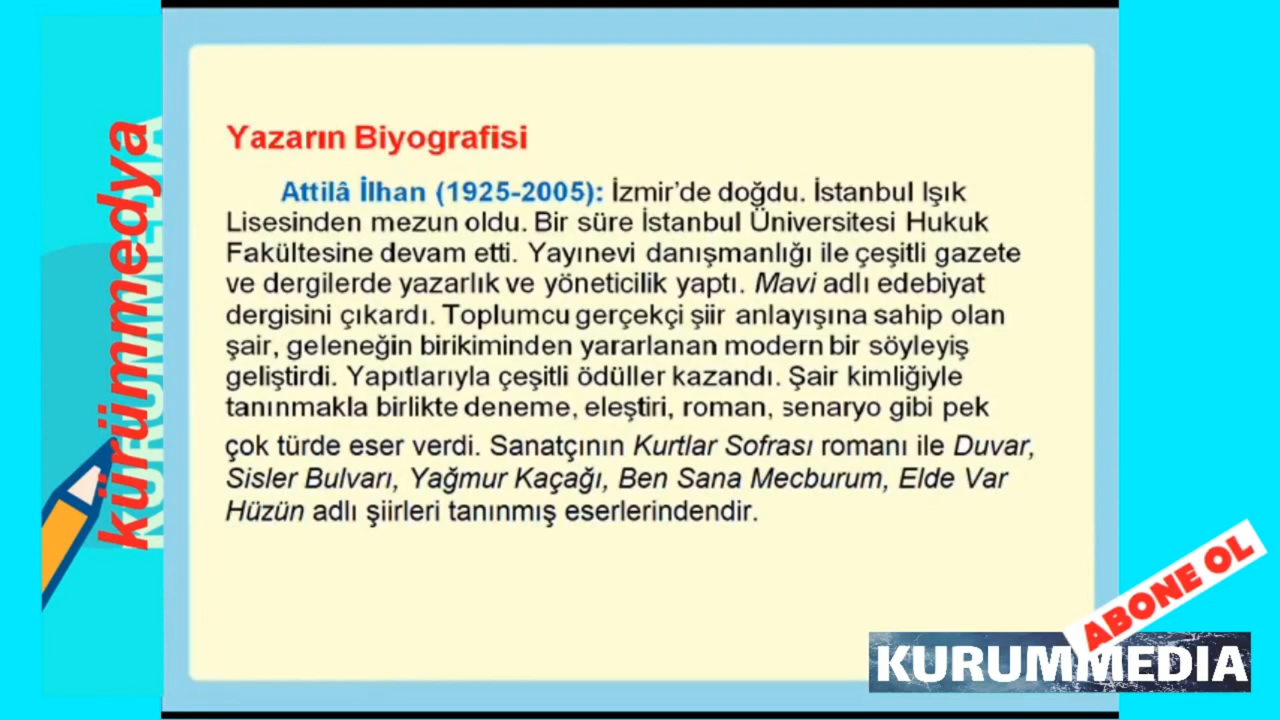 Yazarın Biyografisi
Attilâ İlhan (1925-2005): İzmir'de doğdu. İstanbul Işık
Lisesinden mezun oldu. Bir süre İstanbul Üniversitesi Hukuk
Fakültesine devam etti. Yayınevi danışmanlığı ile çeşitli gazete
ve dergilerde yazarlık ve yöneticilik yaptı. Mavi adlı edebiyat
dergisini çıkardı. Toplumcu gerçekçi şiir anlayışına sahip olan
şair, geleneğin birikiminden yararlanan modern bir söyleyiş
geliştirdi. Yapıtlarıyla çeşitli ödüller kazandı. Şair kimliğiyle
tanınmakla birlikte deneme, eleştiri, roman, senaryo gibi pek
çok türde eser verdi. Sanatçının Kurtlar Sofrası romanı ile Duvar,
Sisler Bulvarı, Yağmur Kaçağı, Ben Sana Mecburum, Elde Var
Hüzün adlı şiirleri tanınmış eserlerindendir.
kürümmedya
ABONE OL
KURUMMEDIA